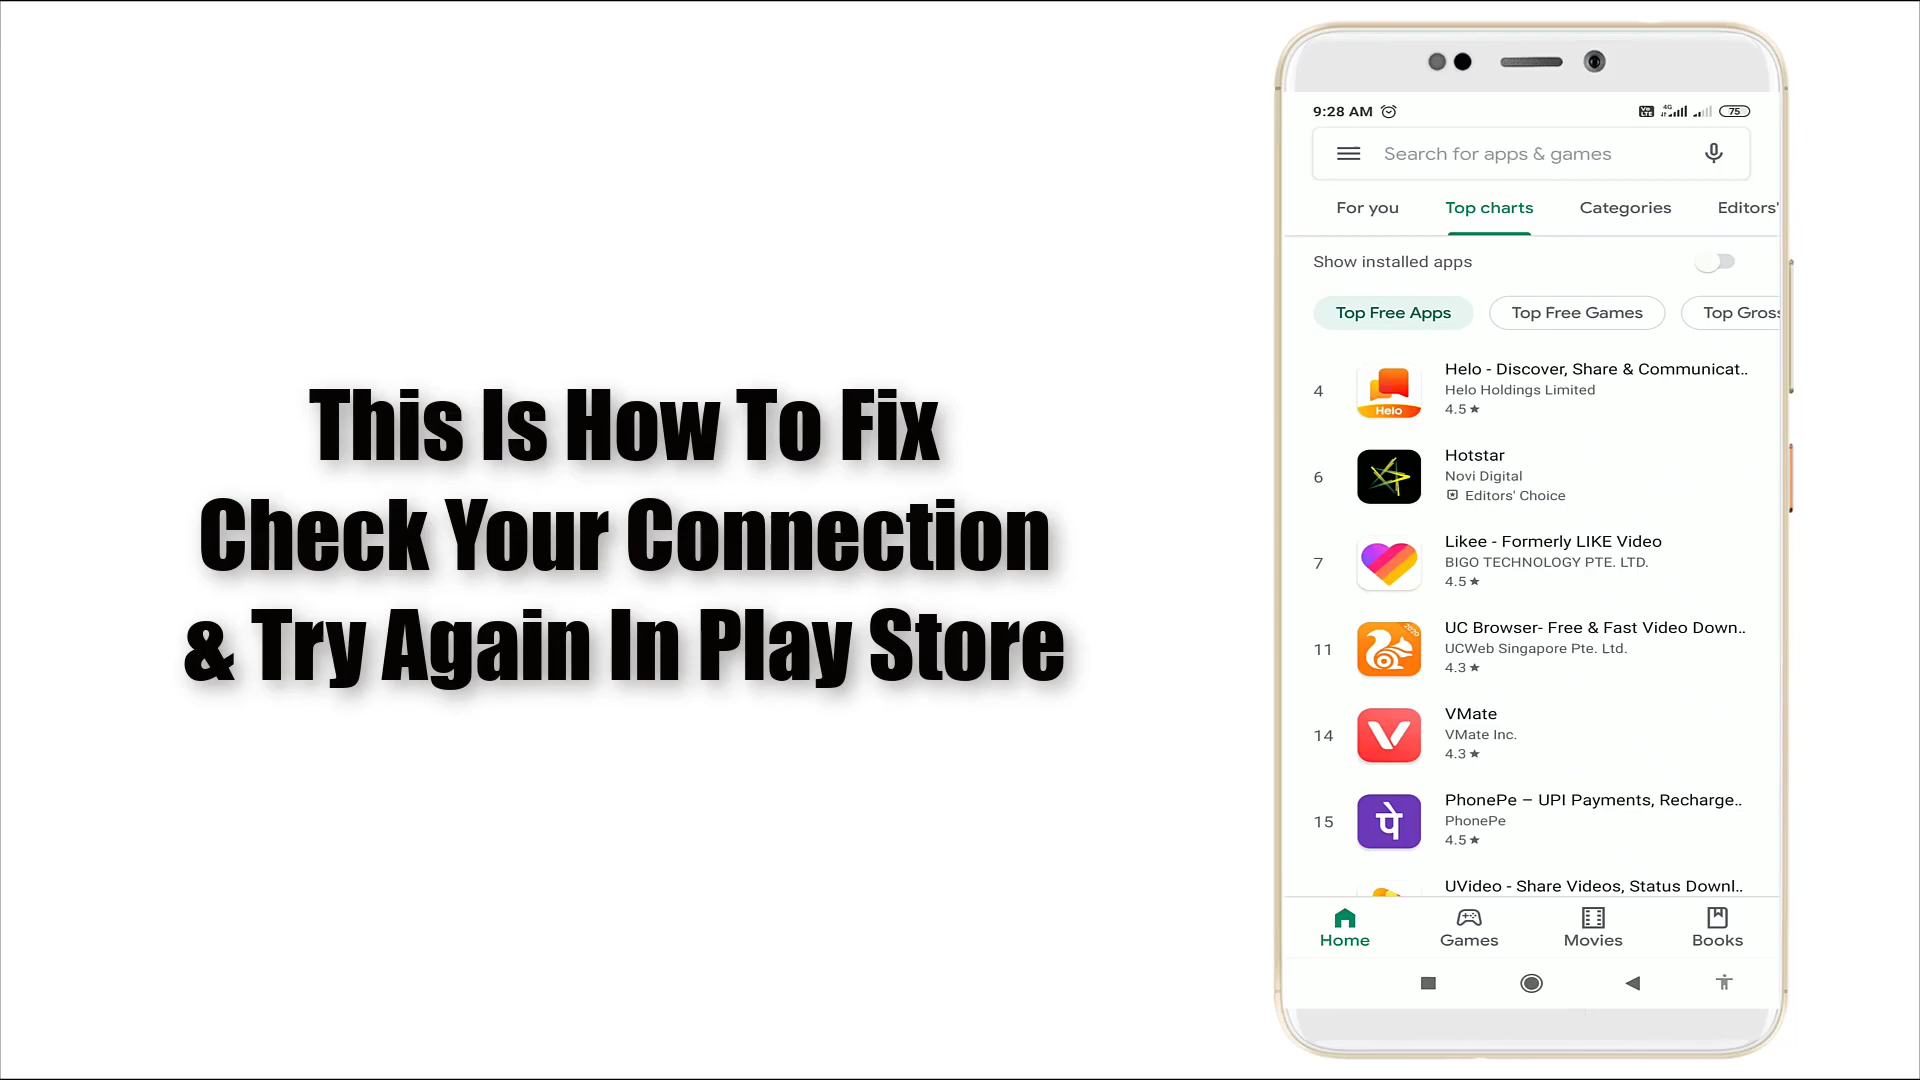 This Is How To Fix
Check Your Connection
& Try Again In Play Store
9:28 AM
Vo LTE 4G 75
Search for apps & games
For you Top charts Categories Editors'
Show installed apps
Top Free Apps Top Free Games Top Gros
4
Helo
Helo - Discover, Share & Communicat..
Helo Holdings Limited
4.5 ★
6
Hotstar
Novi Digital
Editors' Choice
7
Likee - Formerly LIKE Video
BIGO TECHNOLOGY PTE. LTD.
4.5 ★
11
2020
UC Browser- Free & Fast Video Down..
UCWeb Singapore Pte. Ltd.
4.3 ★
14
VMate
VMate Inc.
4.3 ★
15
पे
PhonePe – UPI Payments, Recharge..
PhonePe
4.5 ★
UVideo - Share Videos, Status Downl..
Home Games Movies Books